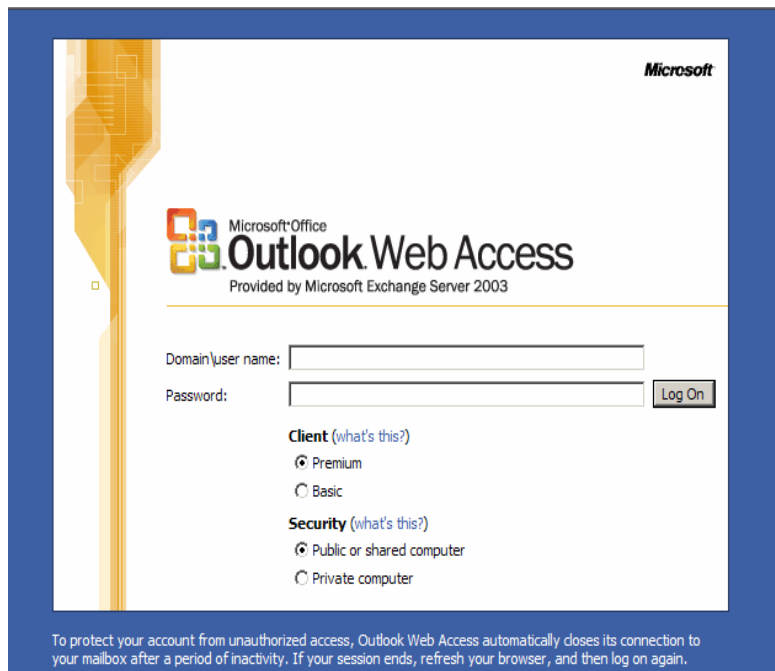 Microsoft
Microsoft Office
Outlook Web Access
Provided by Microsoft Exchange Server 2003
Domain\user name:
Password:
Log On
Client (what's this?)
Premium
Basic
Security (what's this?)
Public or shared computer
Private computer
To protect your account from unauthorized access, Outlook Web Access automatically closes its connection to
your mailbox after a period of inactivity. If your session ends, refresh your browser, and then log on again.